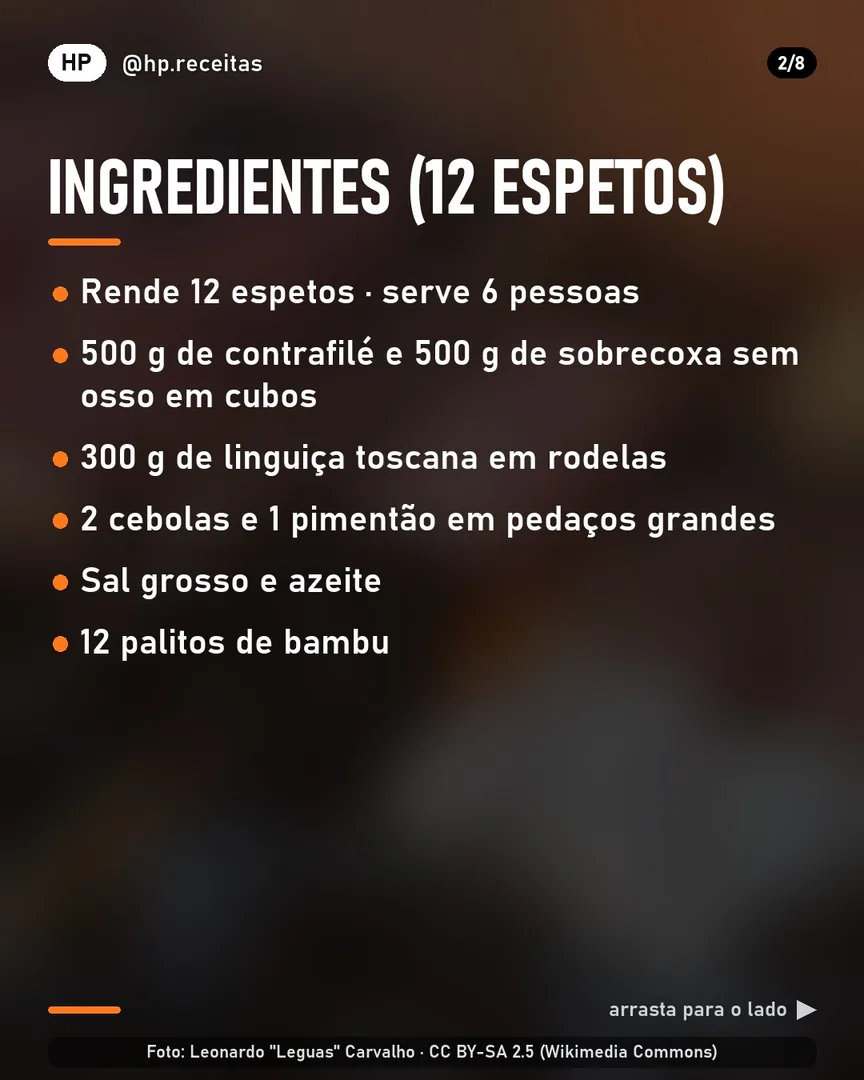 HP @hp.receitas 2/8
INGREDIENTES (12 ESPETOS)
Rende 12 espetos · serve 6 pessoas
500 g de contrafilé e 500 g de sobrecoxa sem
osso em cubos
300 g de linguiça toscana em rodelas
2 cebolas e 1 pimentão em pedaços grandes
Sal grosso e azeite
12 palitos de bambu
arrasta para o lado ▶
Foto: Leonardo "Leguas" Carvalho · CC BY-SA 2.5 (Wikimedia Commons)